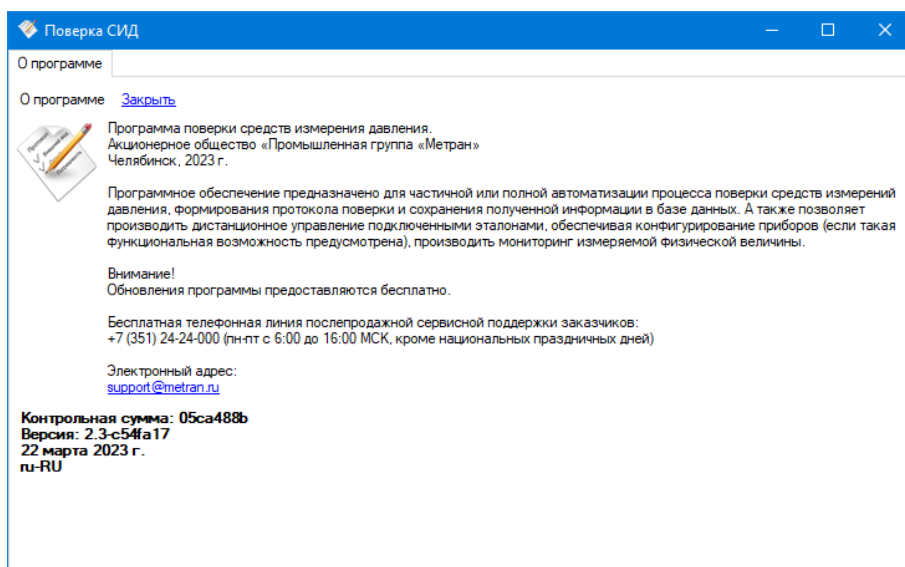 Поверка СИД
О программе
О программе Закрыть
Программа поверки средств измерения давления.
Акционерное общество «Промышленная группа «Метран»
Челябинск, 2023 г.
Программное обеспечение предназначено для частичной или полной автоматизации процесса поверки средств измерений
давления, формирования протокола поверки и сохранения полученной информации в базе данных. А также позволяет
производить дистанционное управление подключенными эталонами, обеспечивая конфигурирование приборов (если такая
функциональная возможность предусмотрена), производить мониторинг измеряемой физической величины.
Внимание!
Обновления программы предоставляются бесплатно.
Бесплатная телефонная линия послепродажной сервисной поддержки заказчиков:
+7 (351) 24-24-000 (пн-пт с 6:00 до 16:00 МСК, кроме национальных праздничных дней)
Электронный адрес:
support@metran.ru
Контрольная сумма: 05ca488b
Версия: 2.3-c54fa17
22 марта 2023 г.
ru-RU